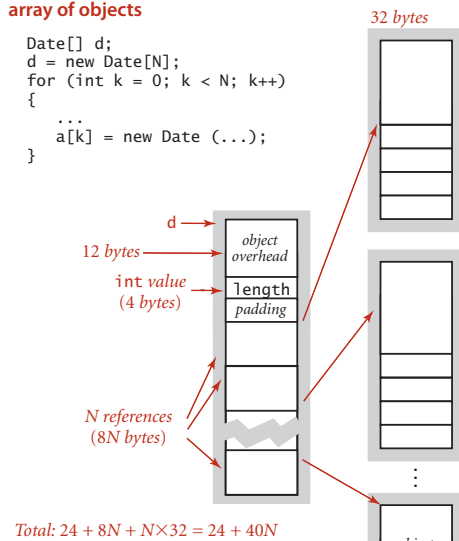 array of objects
Date[] d;
d = new Date[N];
for (int k = 0; k < N; k++)
{
...
a[k] = new Date (...);
}
32 bytes
d
12 bytes
object
overhead
int value
(4 bytes)
length
padding
N references
(8N bytes)
Total: 24 + 8N + N×32 = 24 + 40N